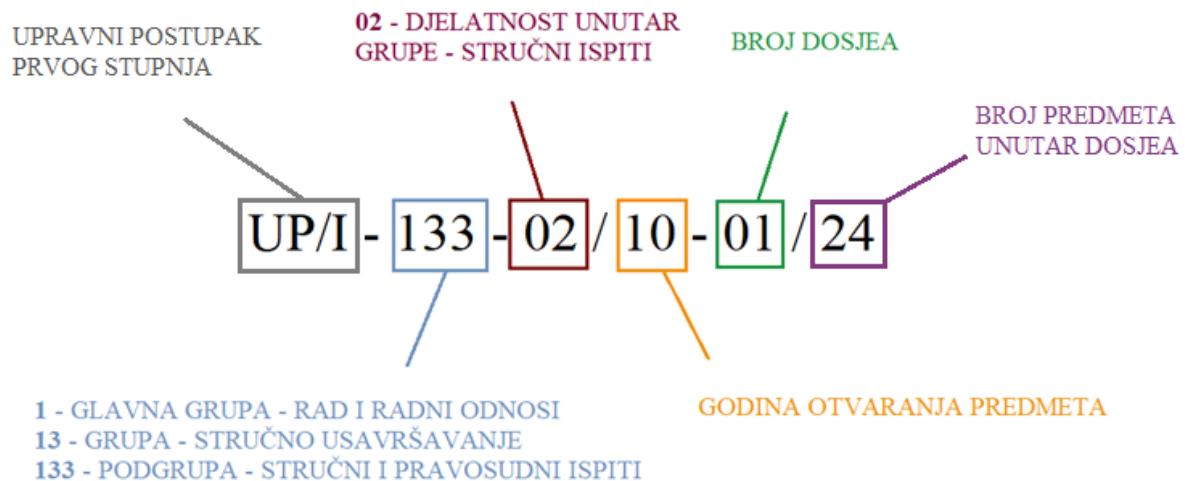 UPRAVNI POSTUPAK
PRVOG STUPNJA
02 - DJELATNOST UNUTAR
GRUPE - STRUČNI ISPITI
BROJ DOSJEA
BROJ PREDMETA
UNUTAR DOSJEA
UP/I - 133 - 02 / 10 - 01 / 24
1 - GLAVNA GRUPA - RAD I RADNI ODNOSI
13 - GRUPA - STRUČNO USAVRŠAVANJE
133 - PODGRUPA - STRUČNI I PRAVOSUDNI ISPITI
GODINA OTVARANJA PREDMETA